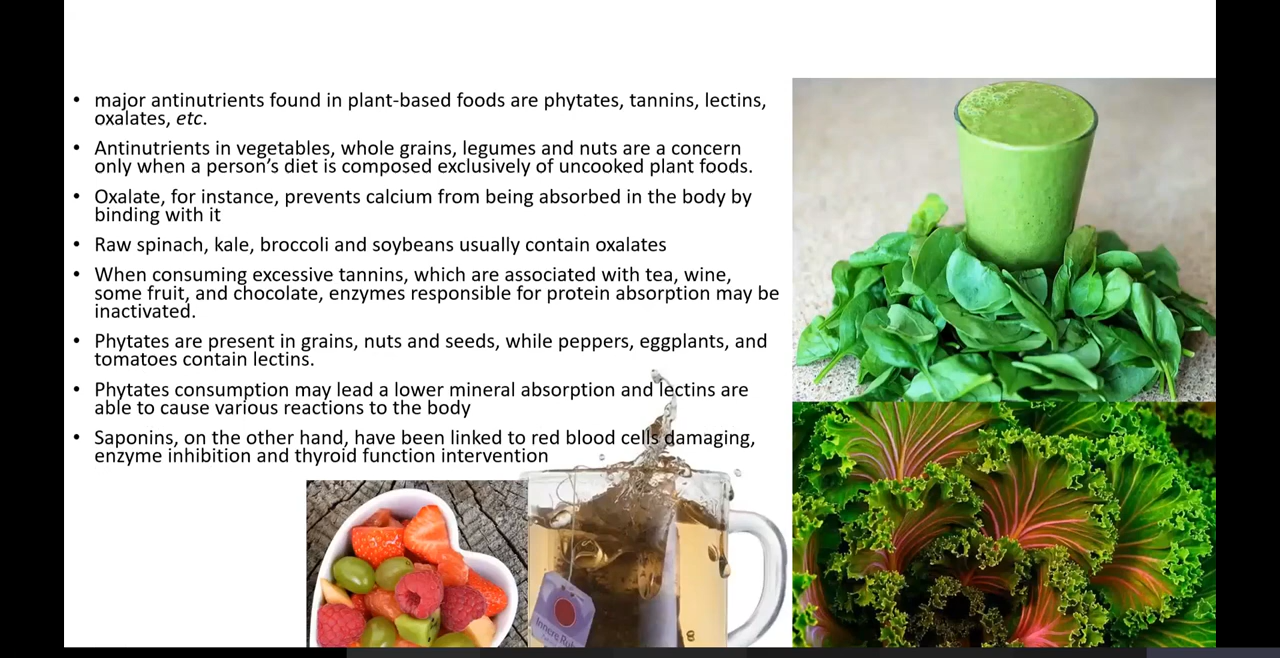 • major antinutrients found in plant-based foods are phytates, tannins, lectins,
oxalates, etc.
• Antinutrients in vegetables, whole grains, legumes and nuts are a concern
only when a person’s diet is composed exclusively of uncooked plant foods.
• Oxalate, for instance, prevents calcium from being absorbed in the body by
binding with it
• Raw spinach, kale, broccoli and soybeans usually contain oxalates
• When consuming excessive tannins, which are associated with tea, wine,
some fruit, and chocolate, enzymes responsible for protein absorption may be
inactivated.
• Phytates are present in grains, nuts and seeds, while peppers, eggplants, and
tomatoes contain lectins.
• Phytates consumption may lead a lower mineral absorption and lectins are
able to cause various reactions to the body
• Saponins, on the other hand, have been linked to red blood cells damaging,
enzyme inhibition and thyroid function intervention
Innere